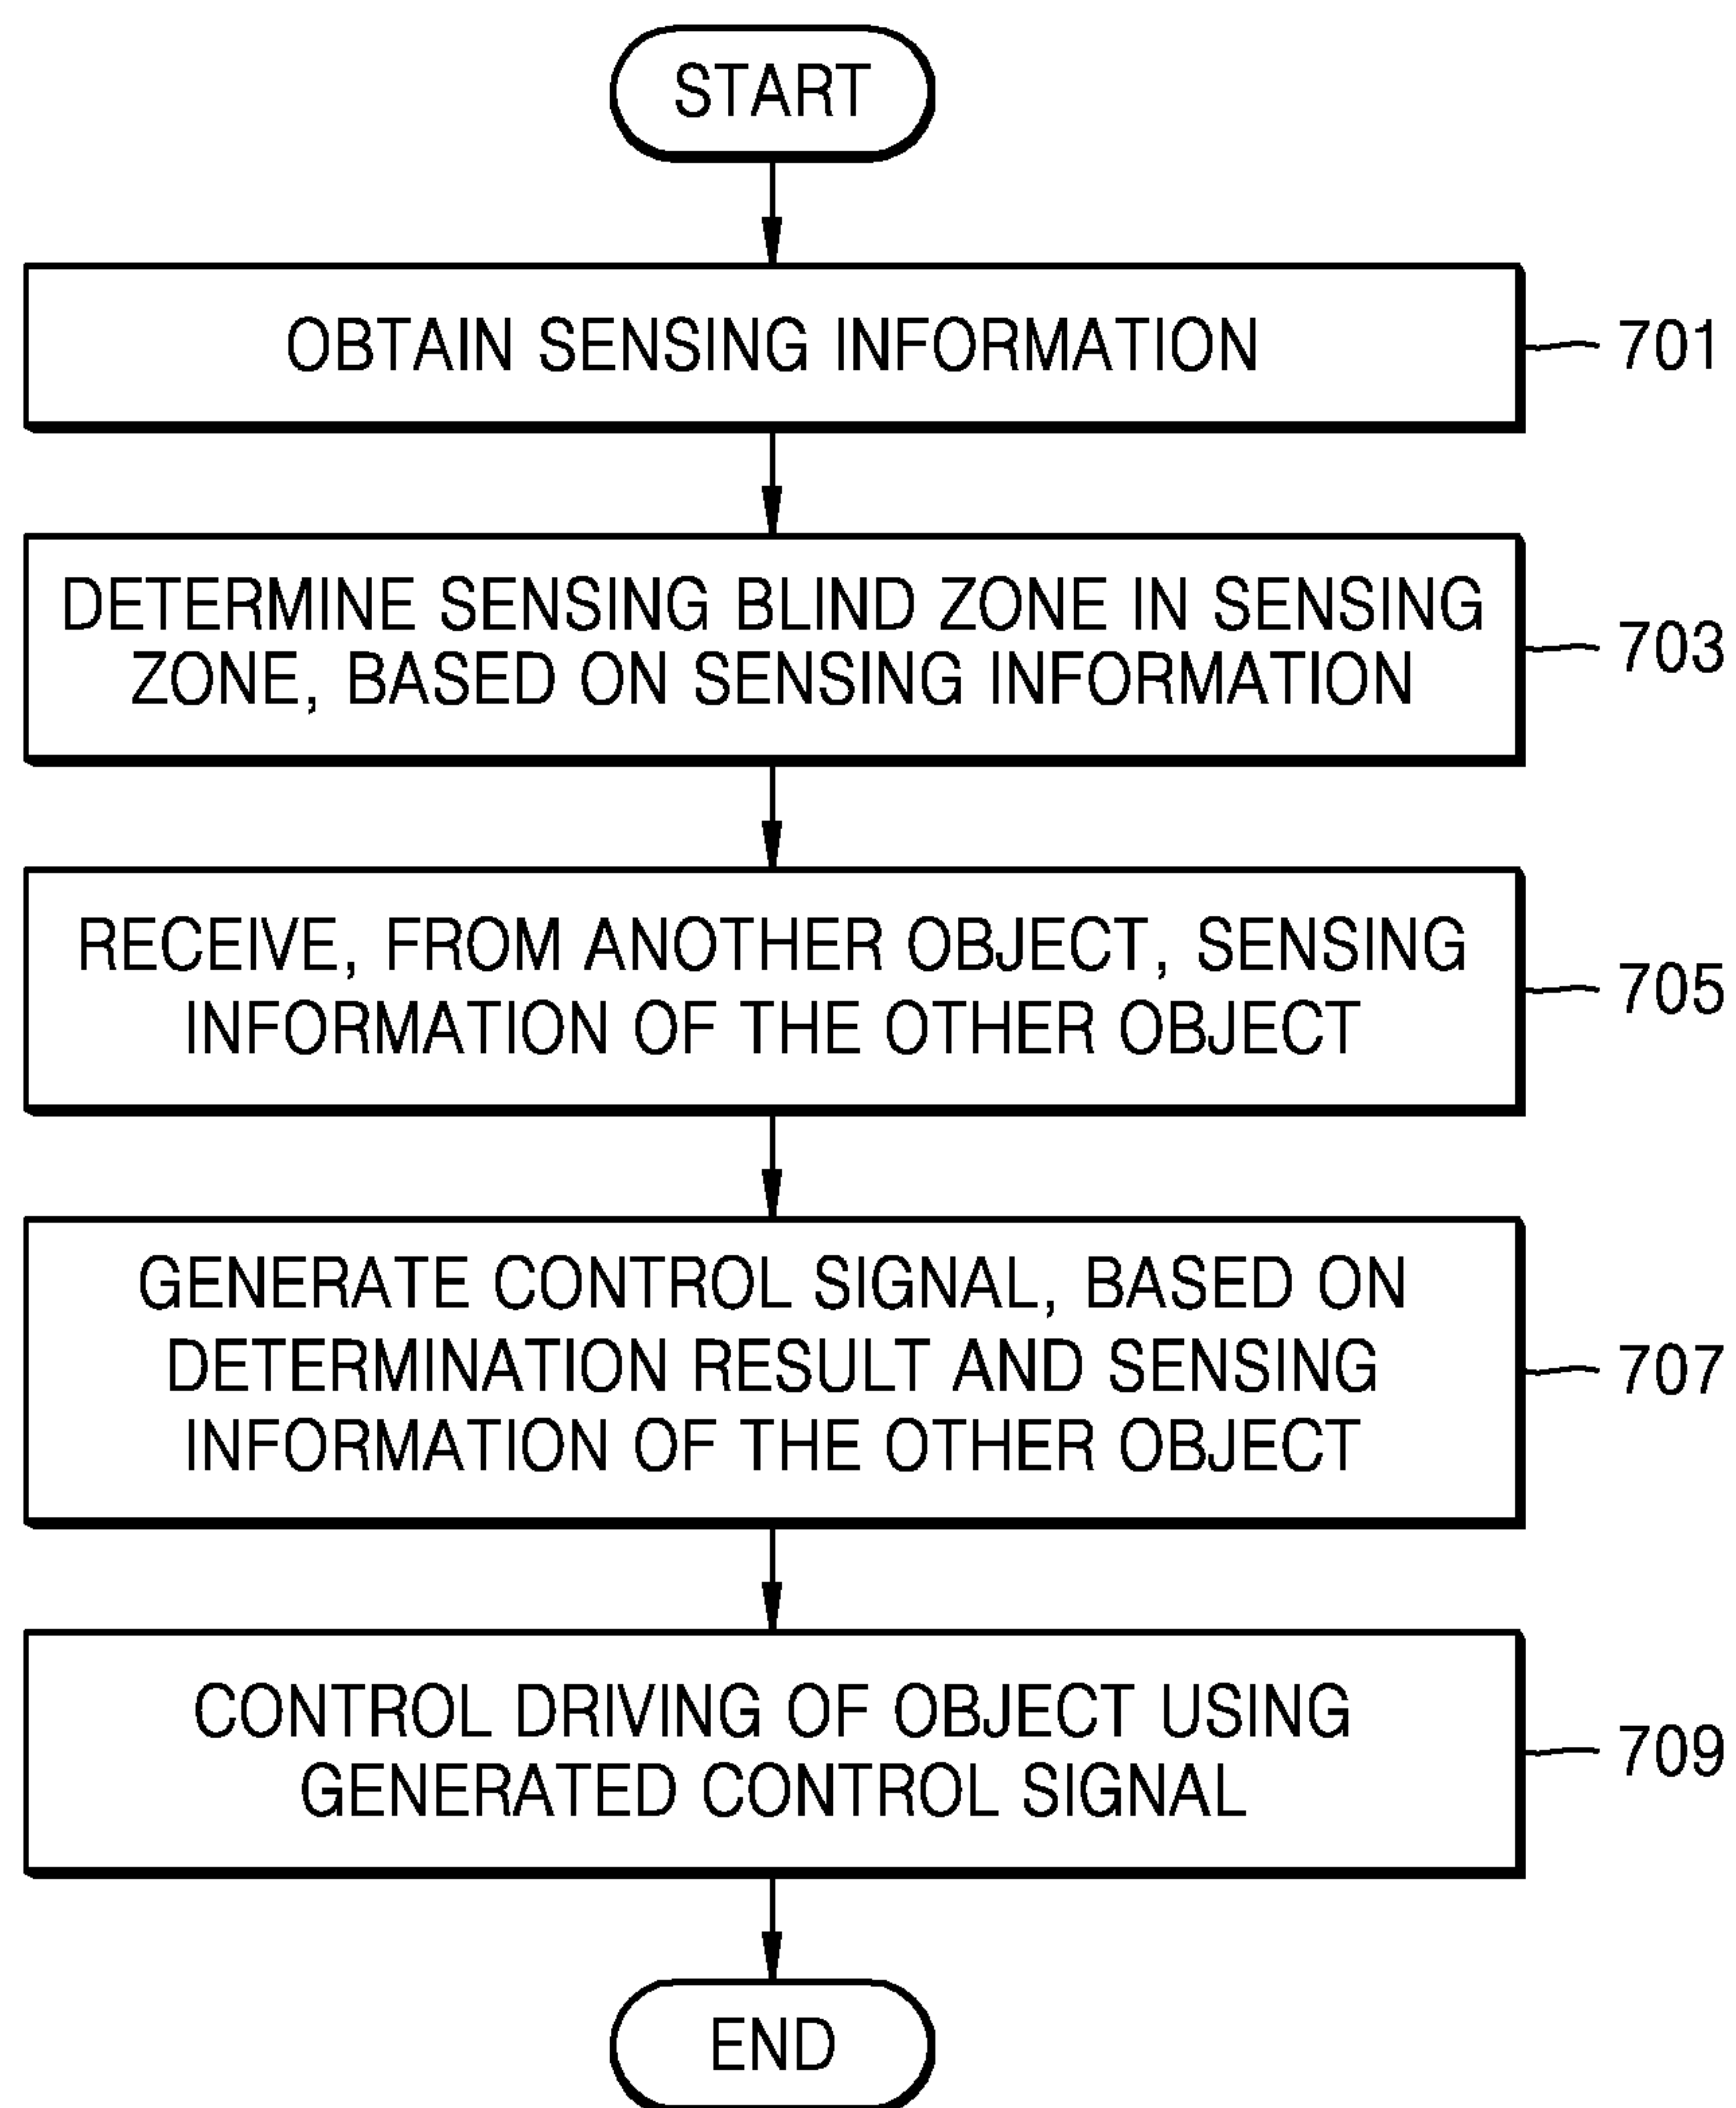 START
OBTAIN SENSING INFORMATION
701
DETERMINE SENSING BLIND ZONE IN SENSING
ZONE, BASED ON SENSING INFORMATION
703
RECEIVE, FROM ANOTHER OBJECT, SENSING
INFORMATION OF THE OTHER OBJECT
705
GENERATE CONTROL SIGNAL, BASED ON
DETERMINATION RESULT AND SENSING
INFORMATION OF THE OTHER OBJECT
707
CONTROL DRIVING OF OBJECT USING
GENERATED CONTROL SIGNAL
709
END